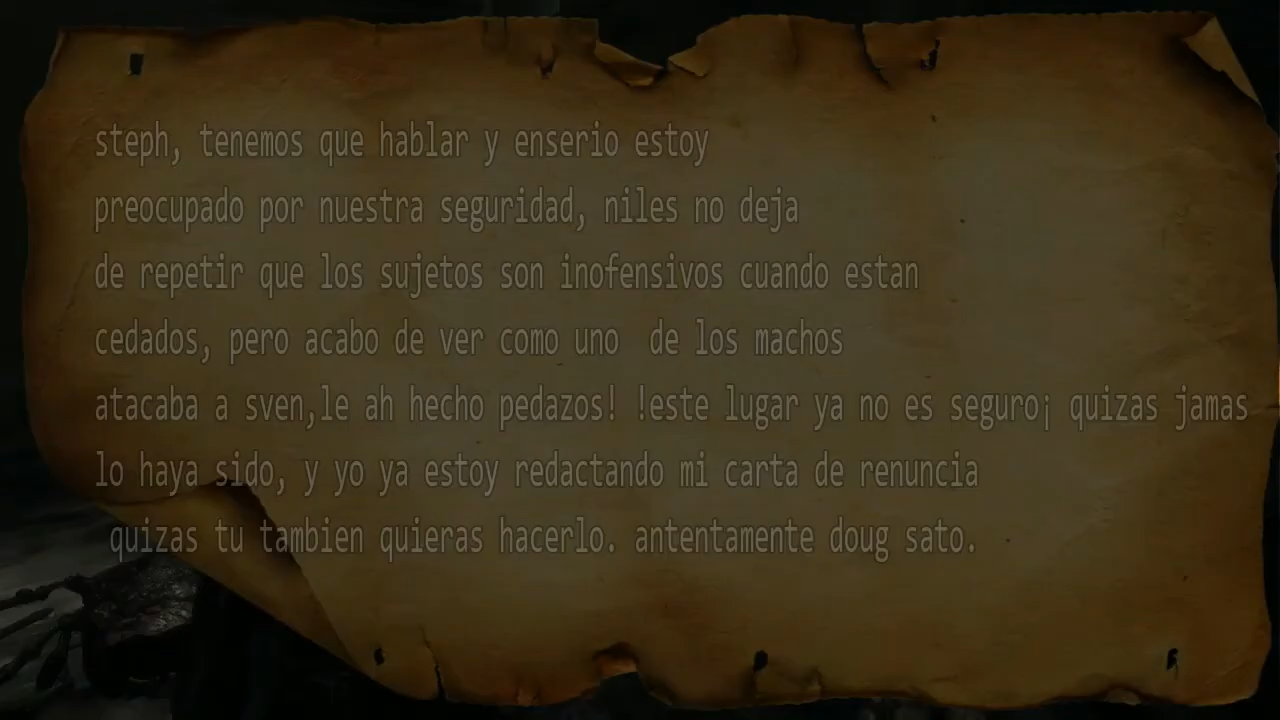 steph, tenemos que hablar y enserio estoy
preocupado por nuestra seguridad, niles no deja
de repetir que los sujetos son inofensivos cuando estan
cedados, pero acabo de ver como uno  de los machos
atacaba a sven,le ah hecho pedazos! !este lugar ya no es seguro¡ quizas jamas
lo haya sido, y yo ya estoy redactando mi carta de renuncia
quizas tu tambien quieras hacerlo. antentamente doug sato.